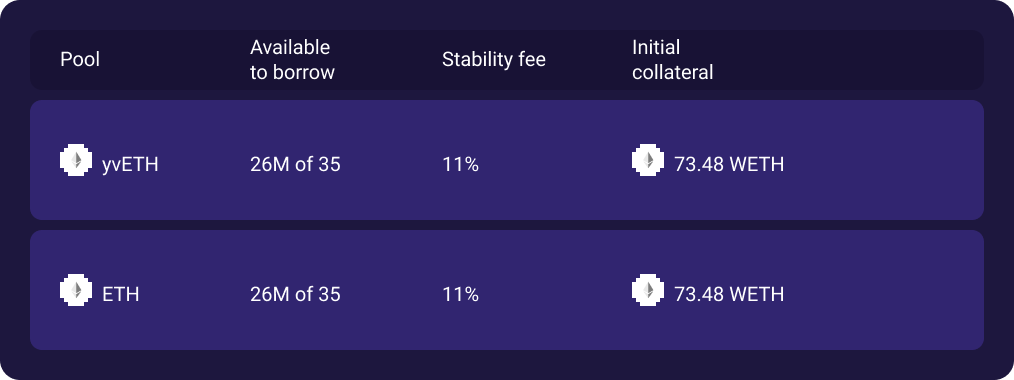 Pool
Available
to borrow
Stability fee
Initial
collateral
yvETH
26M of 35
11%
73.48 WETH
ETH
26M of 35
11%
73.48 WETH